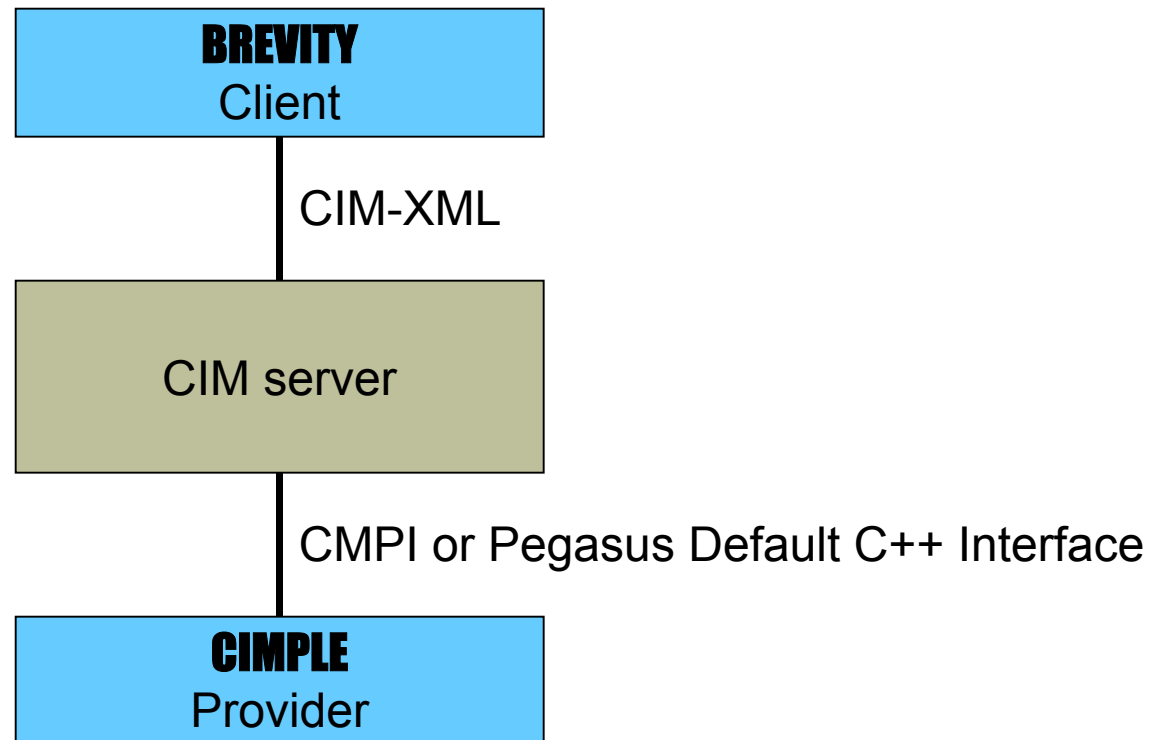 BREVITY
Client
CIM-XML
CIM server
CMPI or Pegasus Default C++ Interface
CIMPLE
Provider